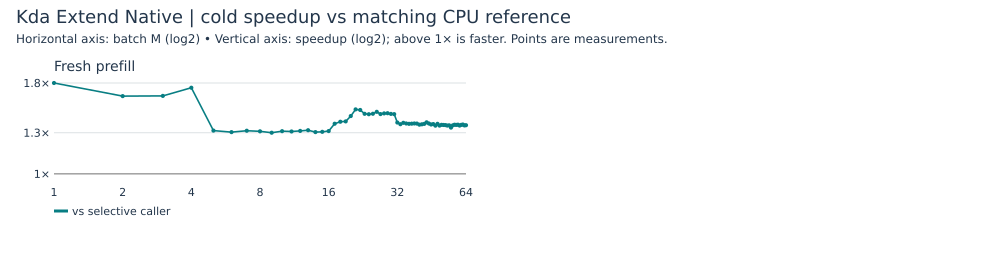 Kda Extend Native | cold speedup vs matching CPU reference
Horizontal axis: batch M (log2) • Vertical axis: speedup (log2); above 1× is faster. Points are measurements.
Fresh prefill
1.8×
1.3×
1×
1 2 4 8 16 32 64
vs selective caller